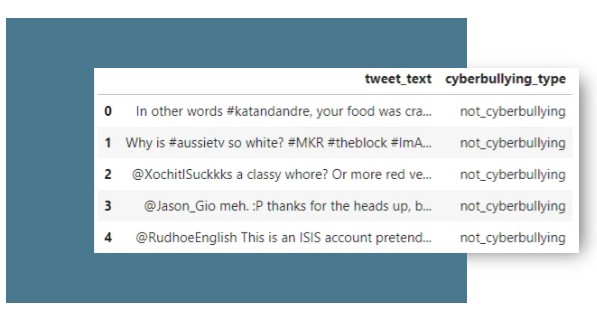 tweet_text cyberbullying_type
0 In other words #katandandre, your food was cra... not_cyberbullying
1 Why is #aussietv so white? #MKR #theblock #ImA... not_cyberbullying
2 @XochitlSuckkks a classy whore? Or more red ve... not_cyberbullying
3 @Jason_Gio meh. :P thanks for the heads up, b... not_cyberbullying
4 @RudhoeEnglish This is an ISIS account pretend... not_cyberbullying